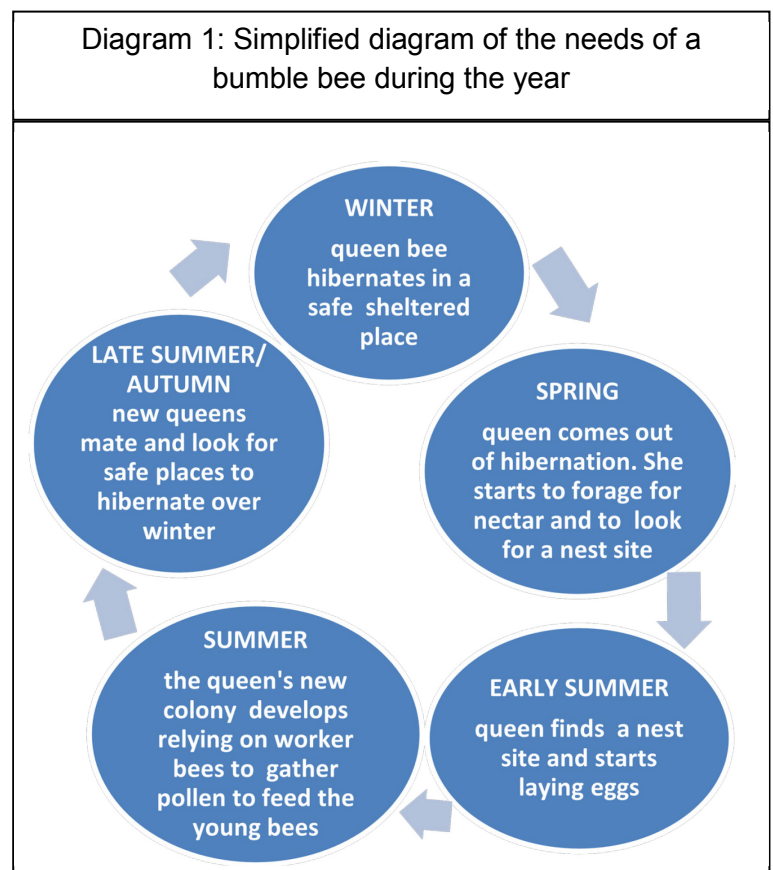 Diagram 1: Simplified diagram of the needs of a
bumble bee during the year
WINTER
queen bee
hibernates in a
safe sheltered
place
SPRING
queen comes out
of hibernation. She
starts to forage for
nectar and to look
for a nest site
EARLY SUMMER
queen finds a nest
site and starts
laying eggs
SUMMER
the queen's new
colony develops
relying on worker
bees to gather
pollen to feed the
young bees
LATE SUMMER/
AUTUMN
new queens
mate and look for
safe places to
hibernate over
winter